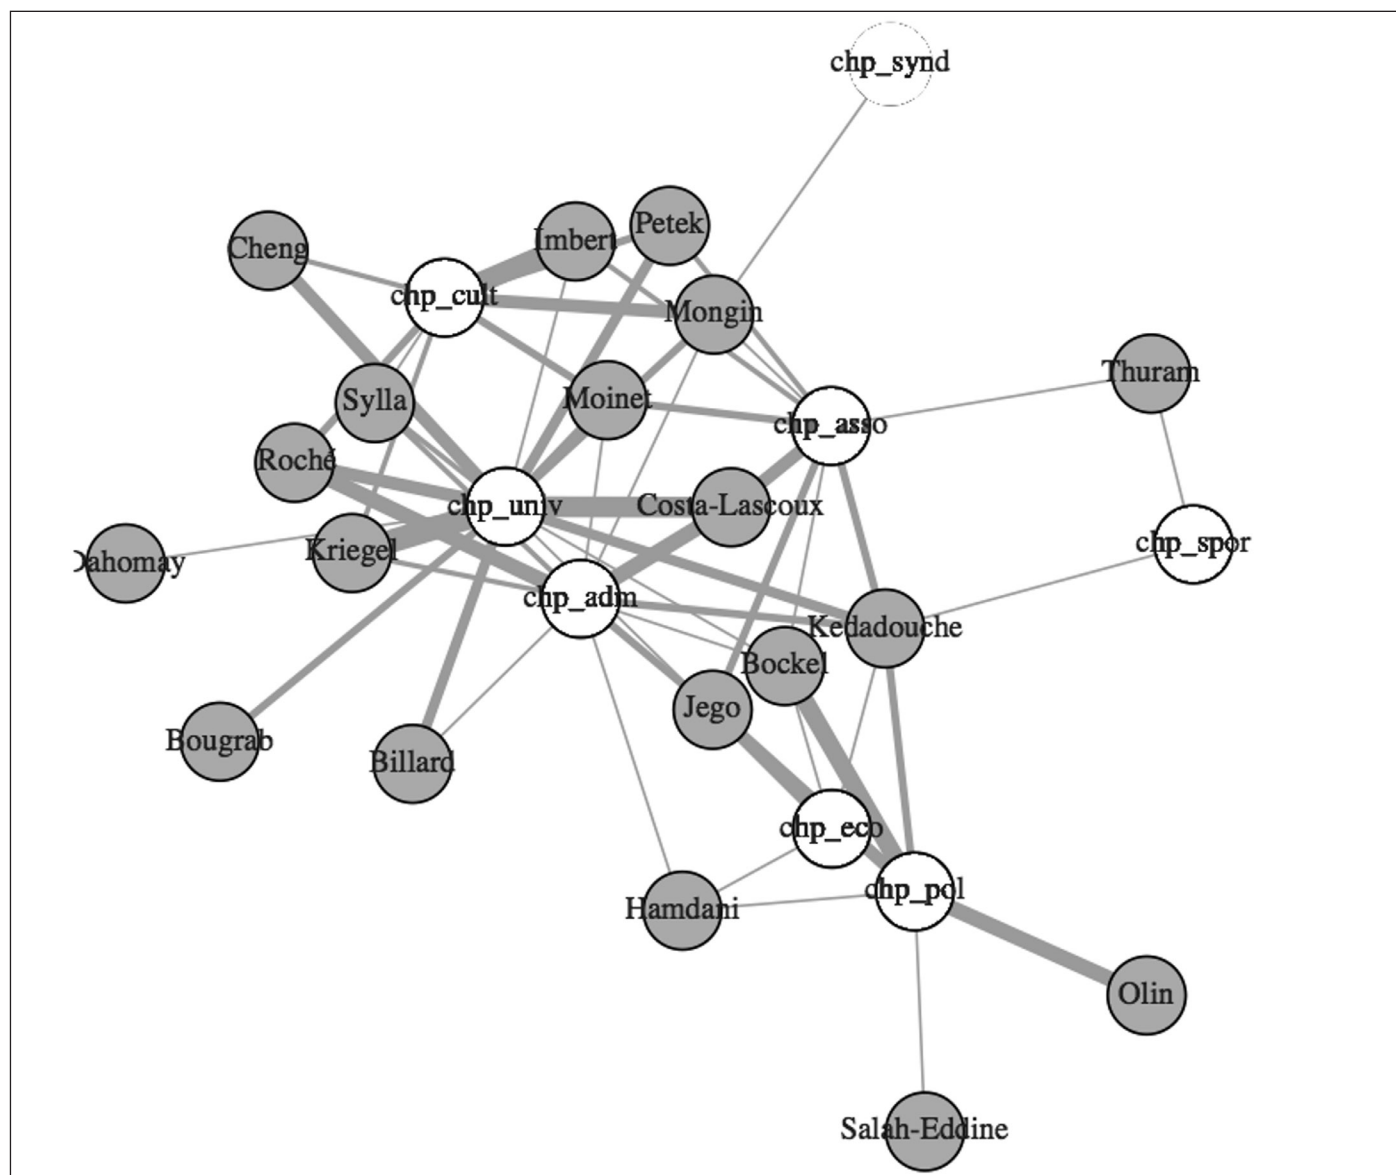 chp_synd
Petek
Imbert
Cheng
chp_cult
Mongin
Thuram
Sylla
Moinet
chp_asso
Roché
chp_univ
Costa-Lascoux
chp_spor
Kriegel
Dahomay
chp_adm
Kedadouche
Bockel
Jego
Bougrab
Billard
chp_eco
chp_pol
Hamdani
Olin
Salah-Eddine